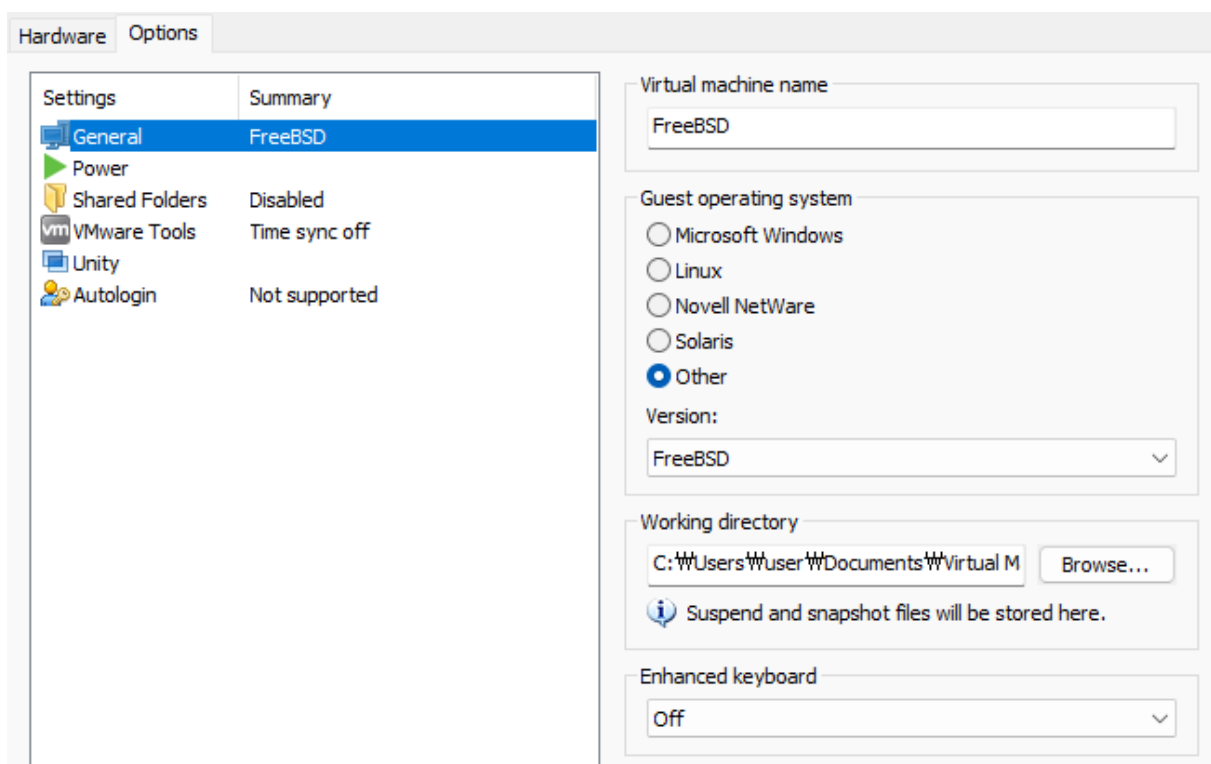 Hardware Options
Settings Summary
General FreeBSD
Power
Shared Folders Disabled
VMware Tools Time sync off
Unity
Autologin Not supported
Virtual machine name
FreeBSD
Guest operating system
Microsoft Windows
Linux
Novell NetWare
Solaris
Other
Version:
FreeBSD
Working directory
C:₩Users₩user₩Documents₩Virtual M Browse...
Suspend and snapshot files will be stored here.
Enhanced keyboard
Off